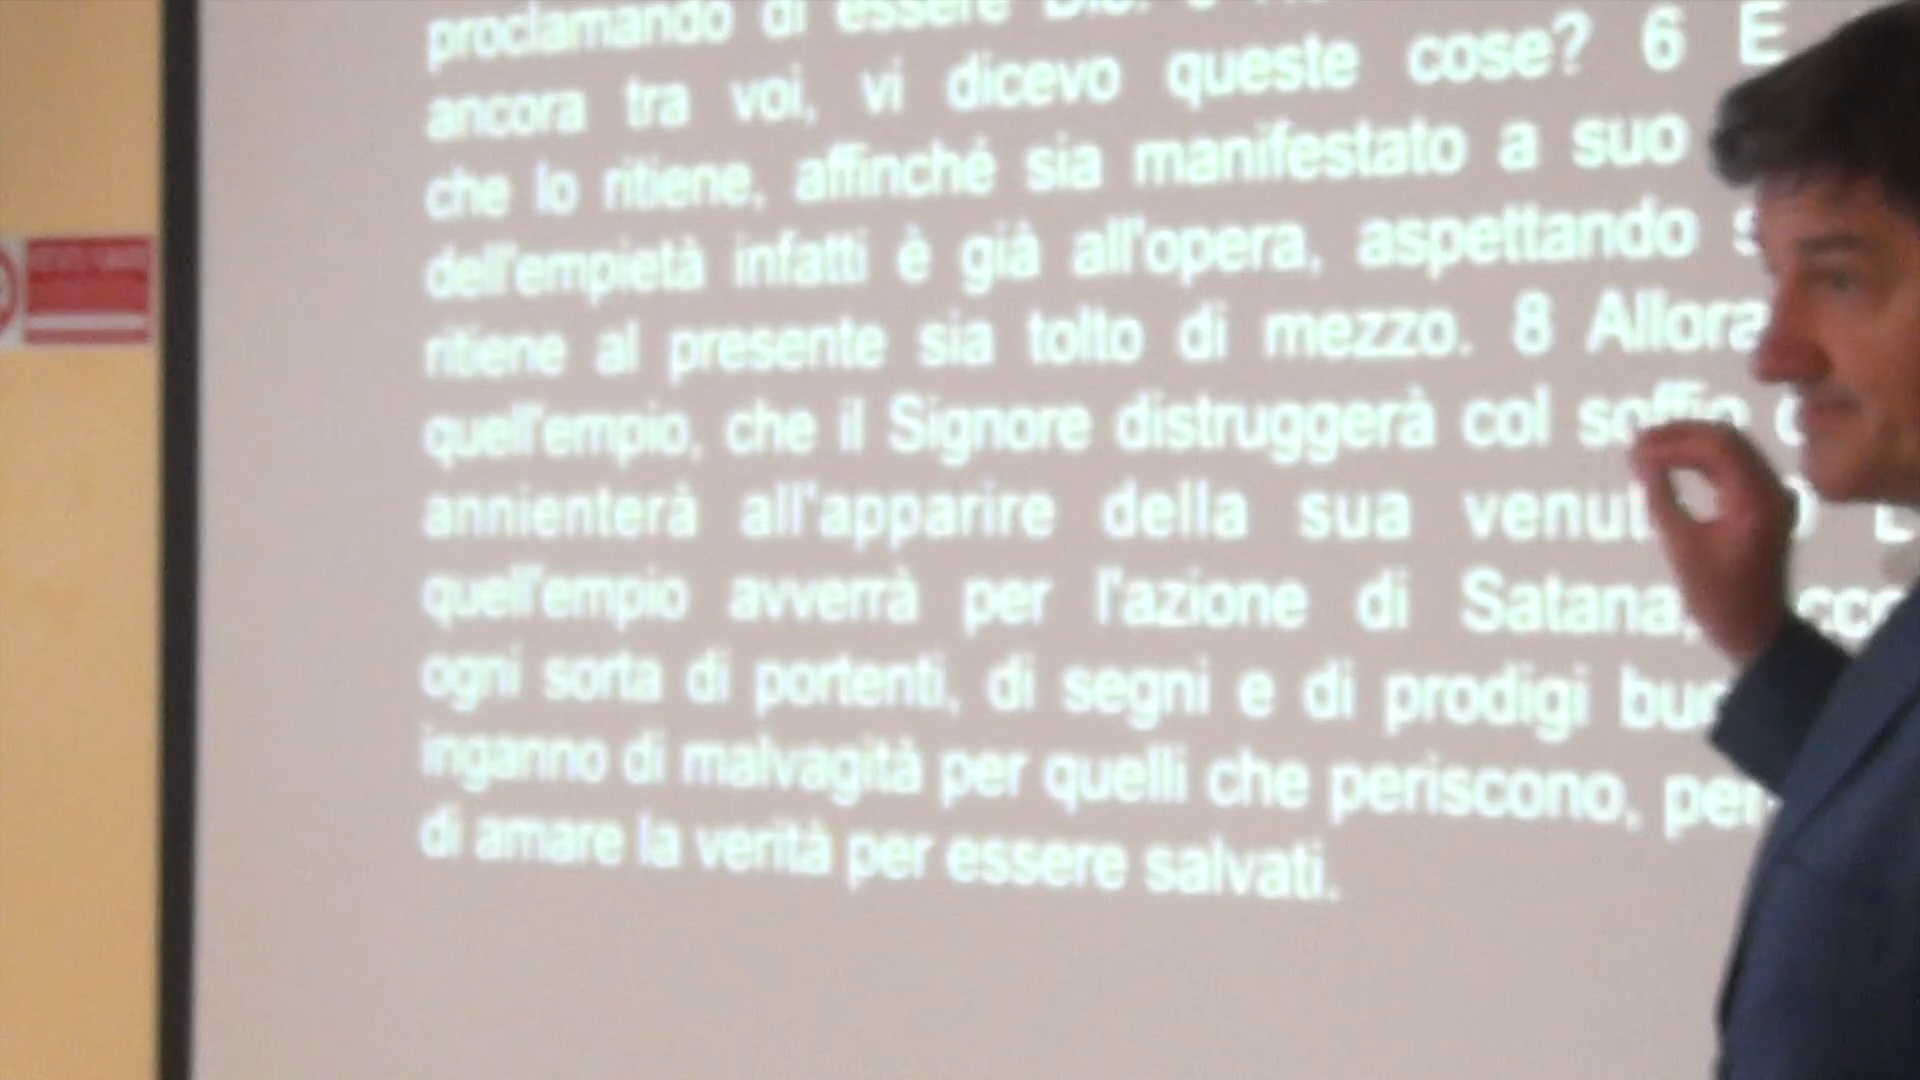 proclamando di essere Dio.
ancora tra voi, vi dicevo queste cose? 6 E
che lo ritiene, affinché sia manifestato a suo
dell'empietà infatti è già all'opera, aspettando
ritiene al presente sia tolto di mezzo. 8 Allora
quell'empio, che il Signore distruggerà col soffio
annienterà all'apparire della sua
quell'empio avverrà per l'azione di Satana,
ogni sorta di portenti, di segni e di prodigi
inganno di malvagità per quelli che periscono,
di amare la verità per essere salvati.